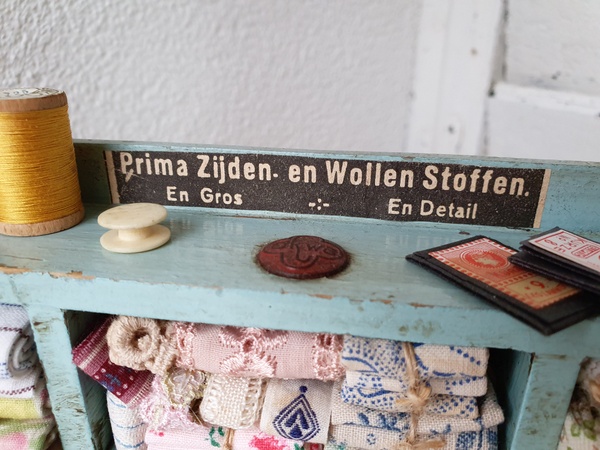 Prima Zijden- en Wollen Stoffen.
En Gros -:- En Detail